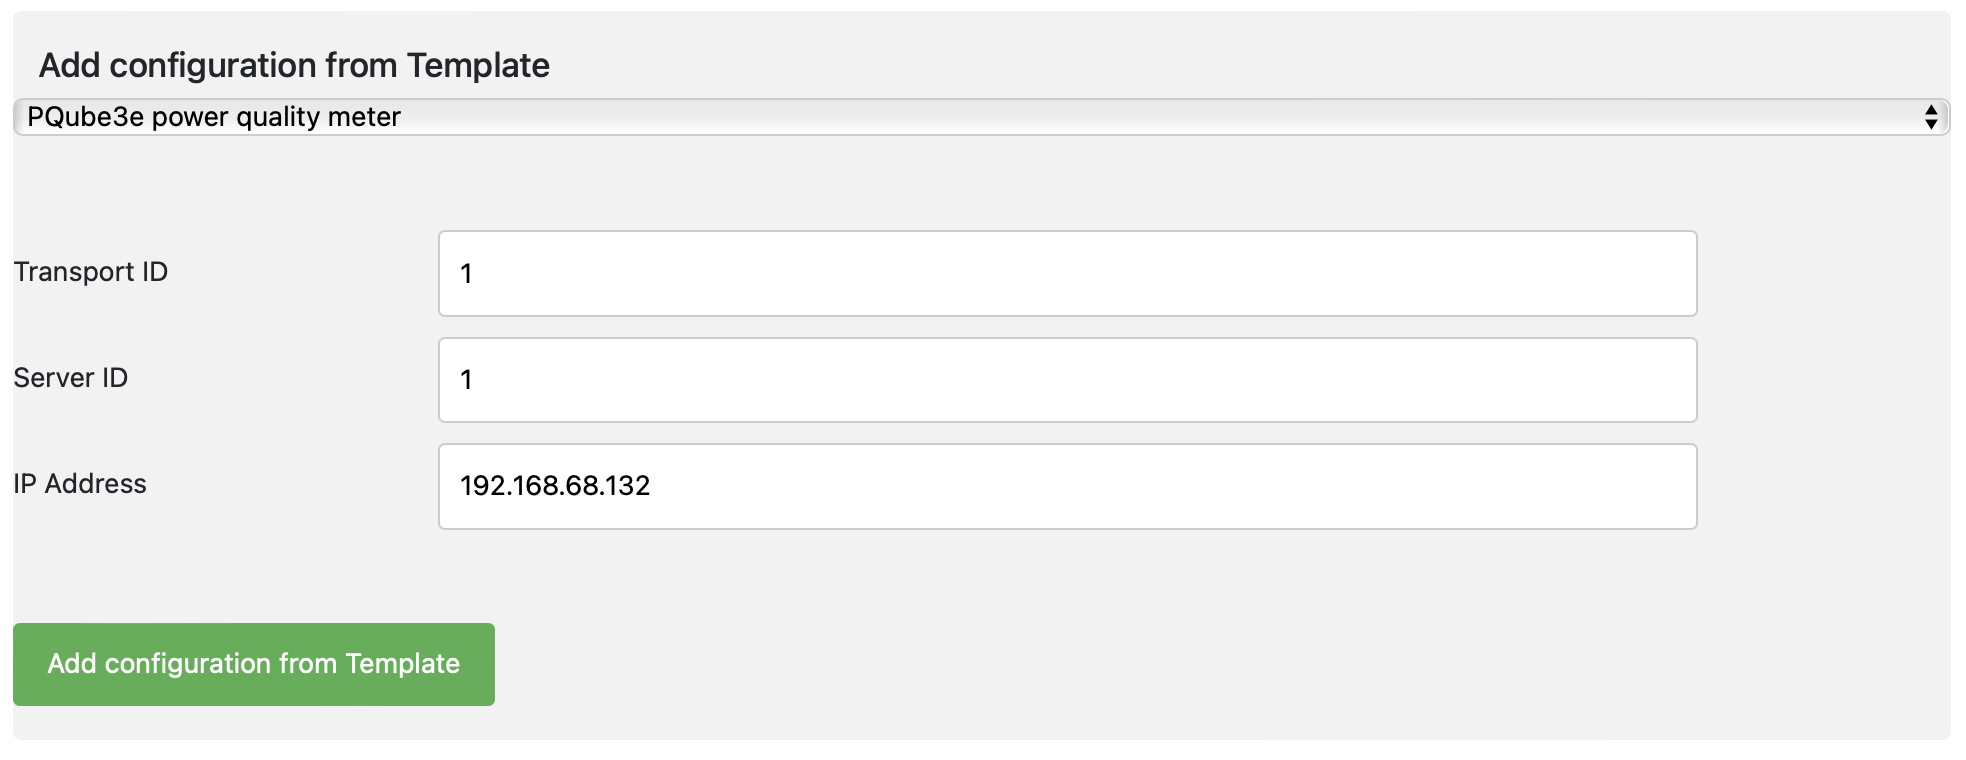 Add configuration from Template
PQube3e power quality meter
Transport ID
1
Server ID
1
IP Address
192.168.68.132
Add configuration from Template